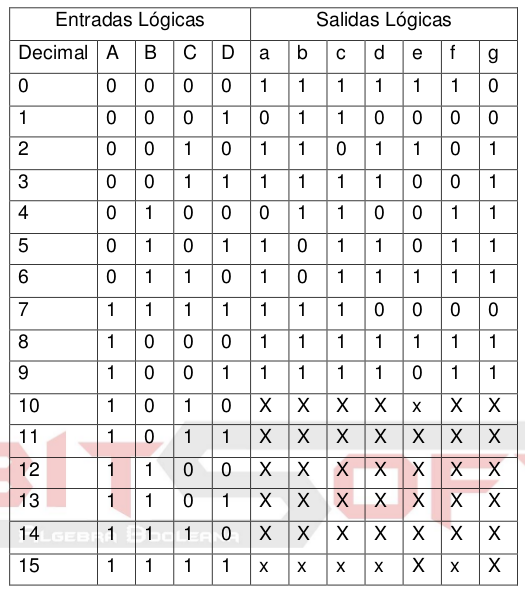 Entradas Lógicas Salidas Lógicas
Decimal A B C D a b c d e f g
0 0 0 0 0 1 1 1 1 1 1 0
1 0 0 0 1 0 1 1 0 0 0 0
2 0 0 1 0 1 1 0 1 1 0 1
3 0 0 1 1 1 1 1 1 0 0 1
4 0 1 0 0 0 1 1 0 0 1 1
5 0 1 0 1 1 0 1 1 0 1 1
6 0 1 1 0 1 0 1 1 1 1 1
7 1 1 1 1 1 1 1 0 0 0 0
8 1 0 0 0 1 1 1 1 1 1 1
9 1 0 0 1 1 1 1 1 0 1 1
10 1 0 1 0 X X X X x X X
11 1 0 1 1 X X X X X X X
12 1 1 0 0 X X X X X X X
13 1 1 0 1 X X X X X X X
14 1 1 1 0 X X X X X X X
15 1 1 1 1 x x x x X x X
BITSOFT
ALGEBRA BOOLEANA